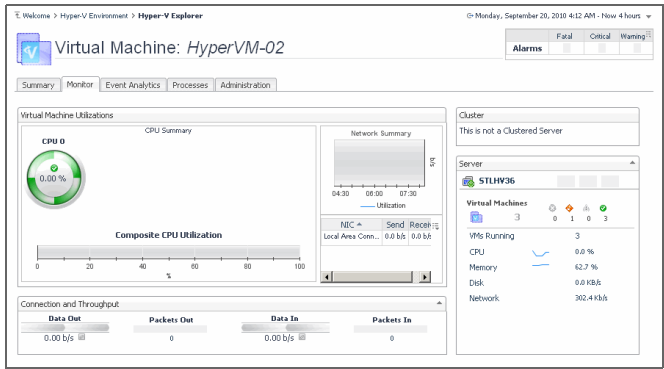 Welcome > Hyper-V Environment > Hyper-V Explorer
Monday, September 20, 2010 4:12 AM - Now 4 hours
Virtual Machine: HyperVM-02
Fatal Critical Warning
Alarms
Summary Monitor Event Analytics Processes Administration
Virtual Machine Utilizations
CPU Summary
CPU 0
0.00 %
Composite CPU Utilization
0 20 40 60 80 100
%
Network Summary
b/s
04:30 06:00 07:30
Utilization
NIC Send Recei
Local Area Conn... 0.0 b/s 0.0 b/s
Connection and Throughput
Data Out Packets Out Data In Packets In
0.00 b/s 0 0.00 b/s 0
Cluster
This is not a Clustered Server
Server
STLHV36
Virtual Machines
3 0 1 0 3
VMs Running 3
CPU 0.0 %
Memory 62.7 %
Disk 0.0 KB/s
Network 302.4 Kb/s